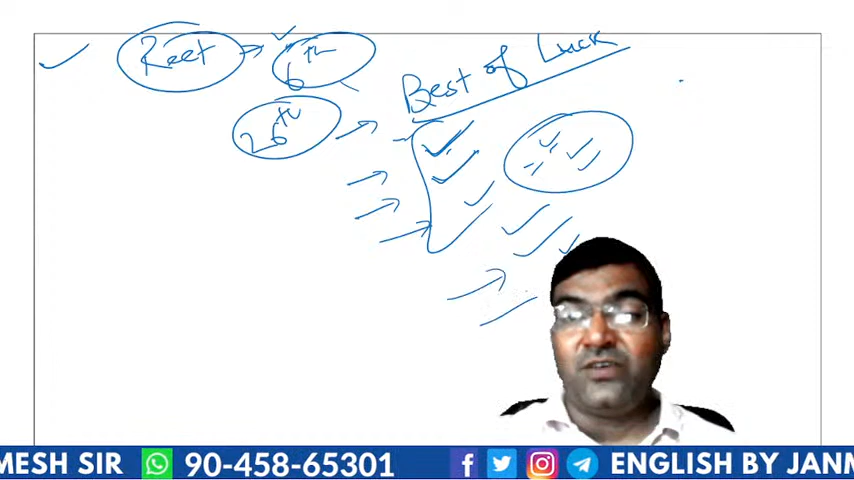 Reet 6th
Best of Luck
26th
MESH SIR 90-458-65301 ENGLISH BY JANM